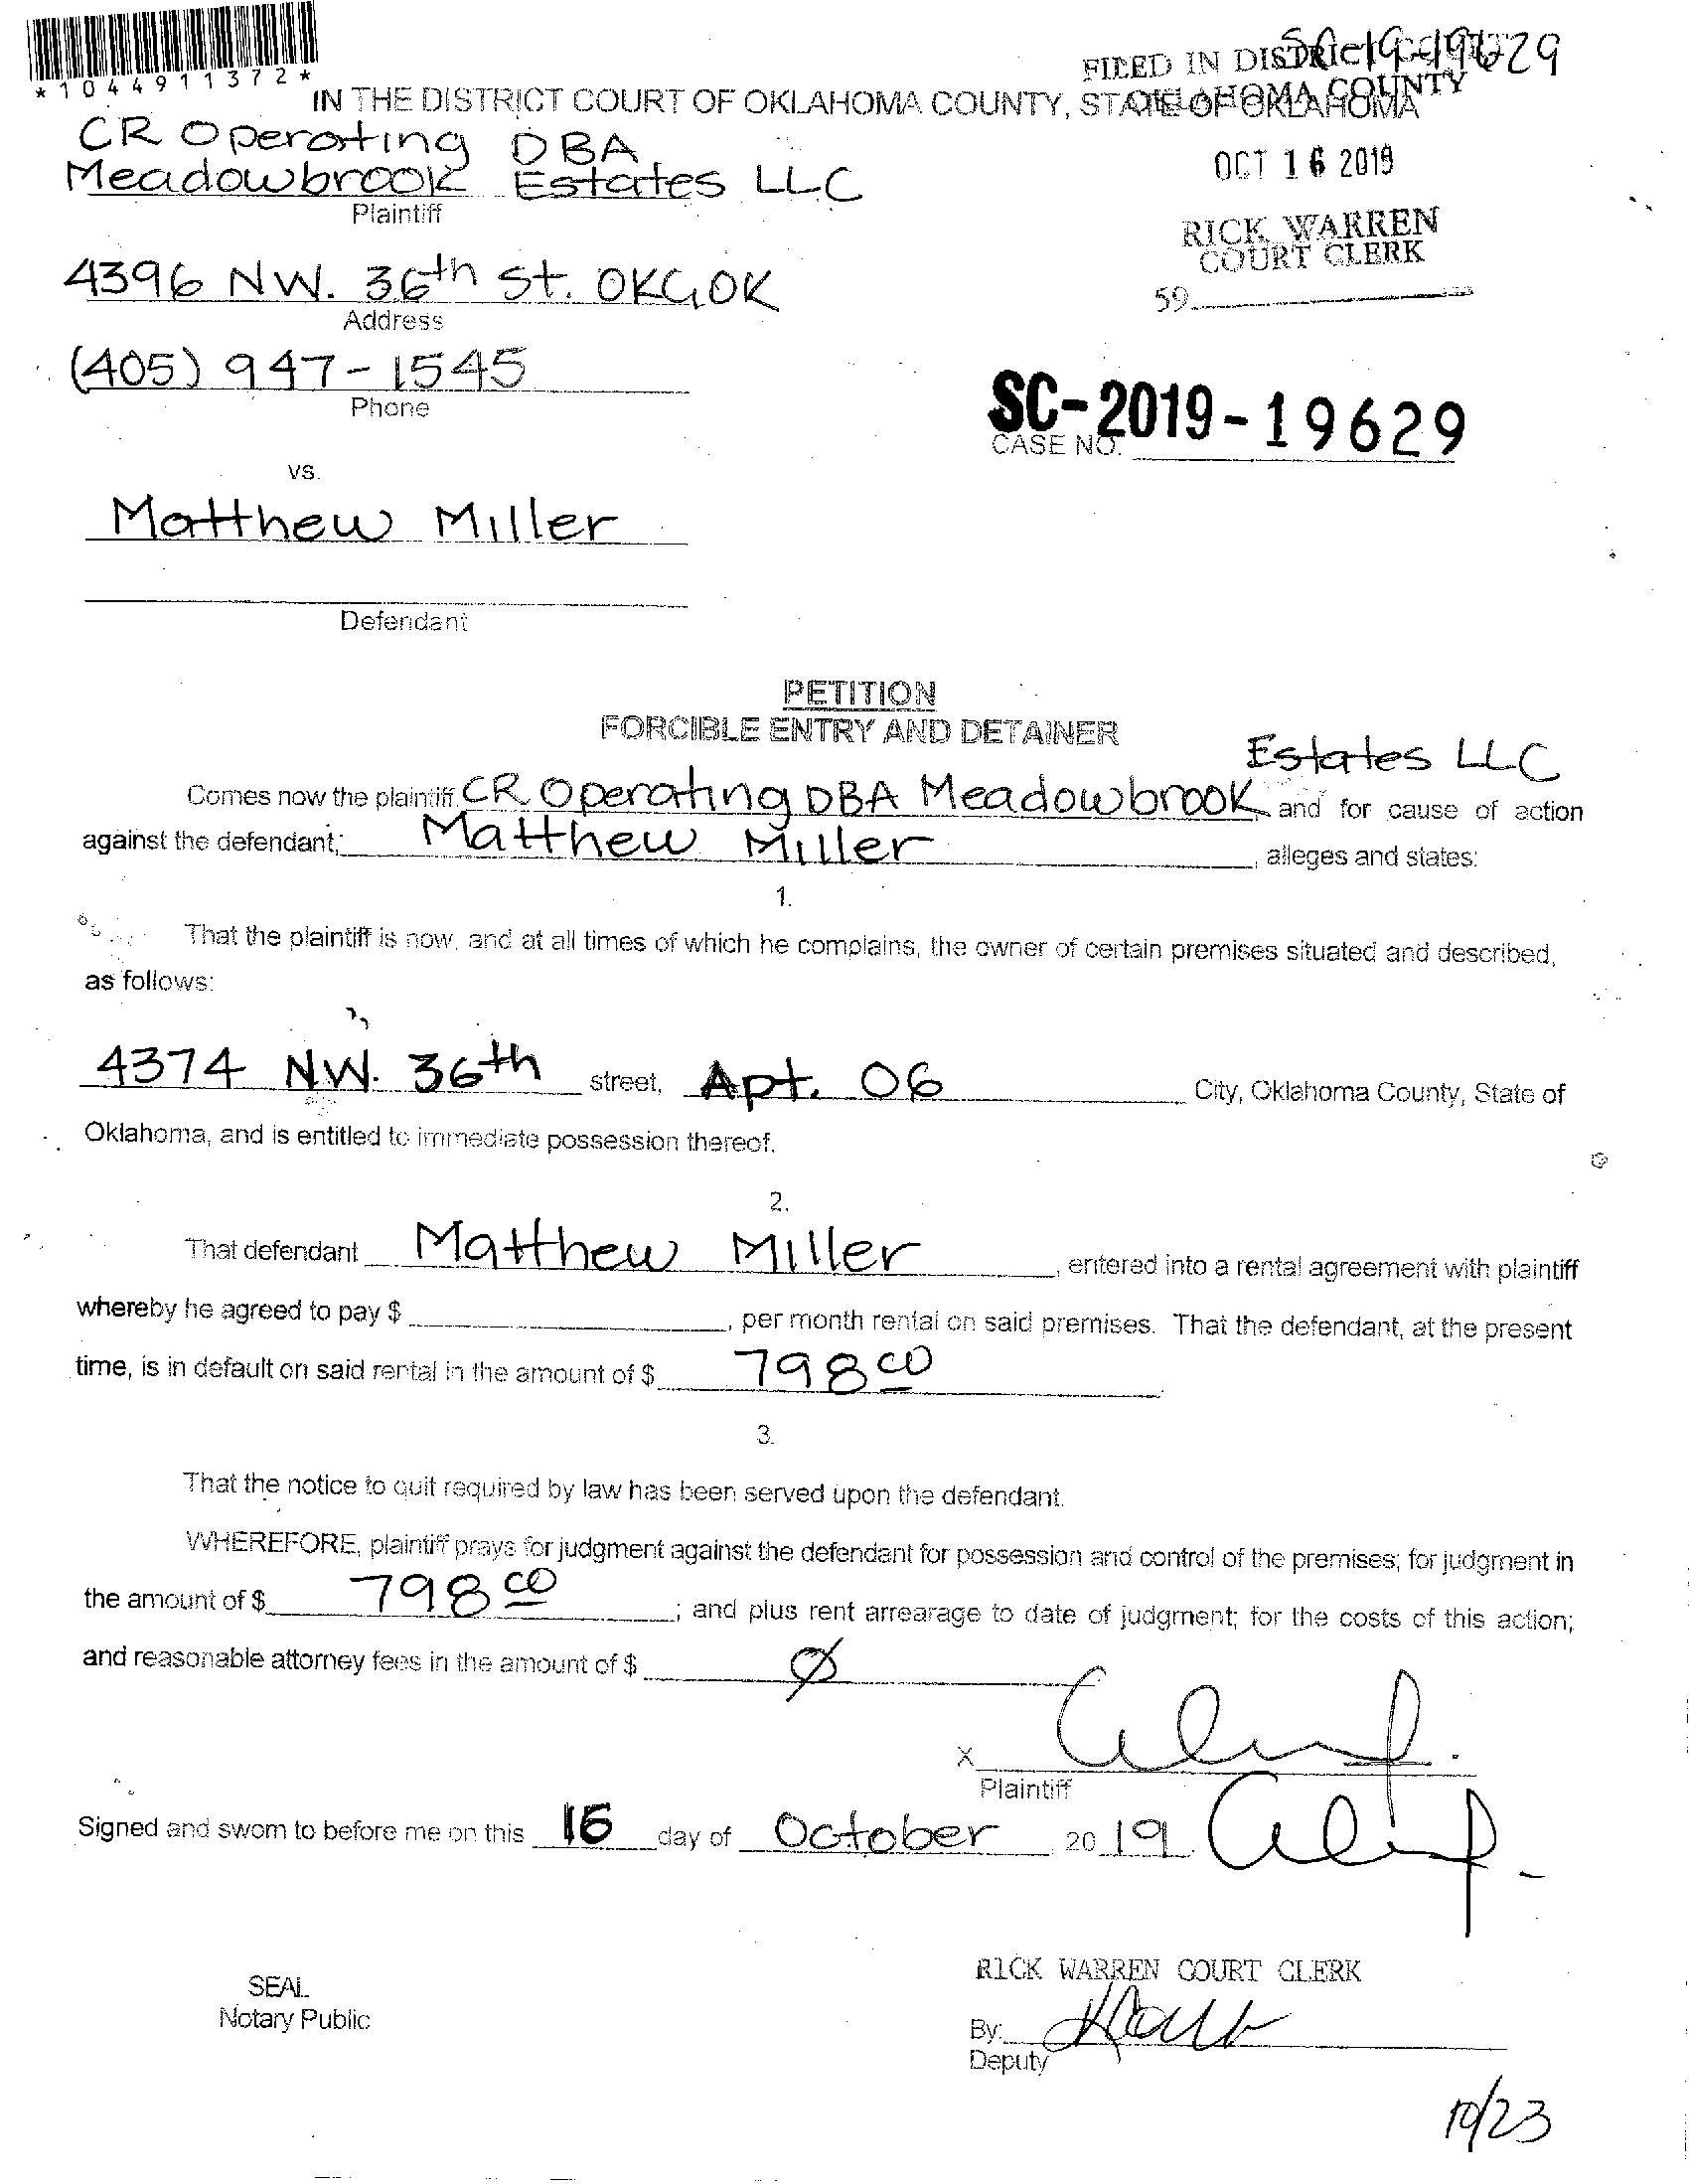 *1044911372*
SC-19-19629
FILED IN DISTRICT COURT
OKLAHOMA COUNTY
IN THE DISTRICT COURT OF OKLAHOMA COUNTY, STATE OF OKLAHOMA
CR Operating DBA
Meadowbrook Estates LLC
Plaintiff
OCT 16 2019
RICK WARREN
COURT CLERK
59
4396 NW. 36th St. OKC, OK
Address
(405) 947-1545
Phone
SC-2019-19629
CASE NO.
vs.
Matthew Miller
Defendant
PETITION
FORCIBLE ENTRY AND DETAINER
Estates LLC
Comes now the plaintiff CR Operating DBA Meadowbrook, and for cause of action
against the defendant; Matthew Miller, alleges and states:
1.
That the plaintiff is now, and at all times of which he complains, the owner of certain premises situated and described,
as follows:
4374 NW. 36th street, Apt. 06 City, Oklahoma County, State of
Oklahoma, and is entitled to immediate possession thereof.
2.
That defendant Matthew Miller, entered into a rental agreement with plaintiff
whereby he agreed to pay $, per month rental on said premises. That the defendant, at the present
time, is in default on said rental in the amount of $ 798 00
3.
That the notice to quit required by law has been served upon the defendant.
WHEREFORE, plaintiff prays for judgment against the defendant for possession and control of the premises; for judgment in
the amount of $ 798 00; and plus rent arrearage to date of judgment; for the costs of this action;
and reasonable attorney fees in the amount of $ Ø
X
Plaintiff
Signed and sworn to before me on this 16 day of October 20 19
RICK WARREN COURT CLERK
SEAL
Notary Public
By:
Deputy
10/23